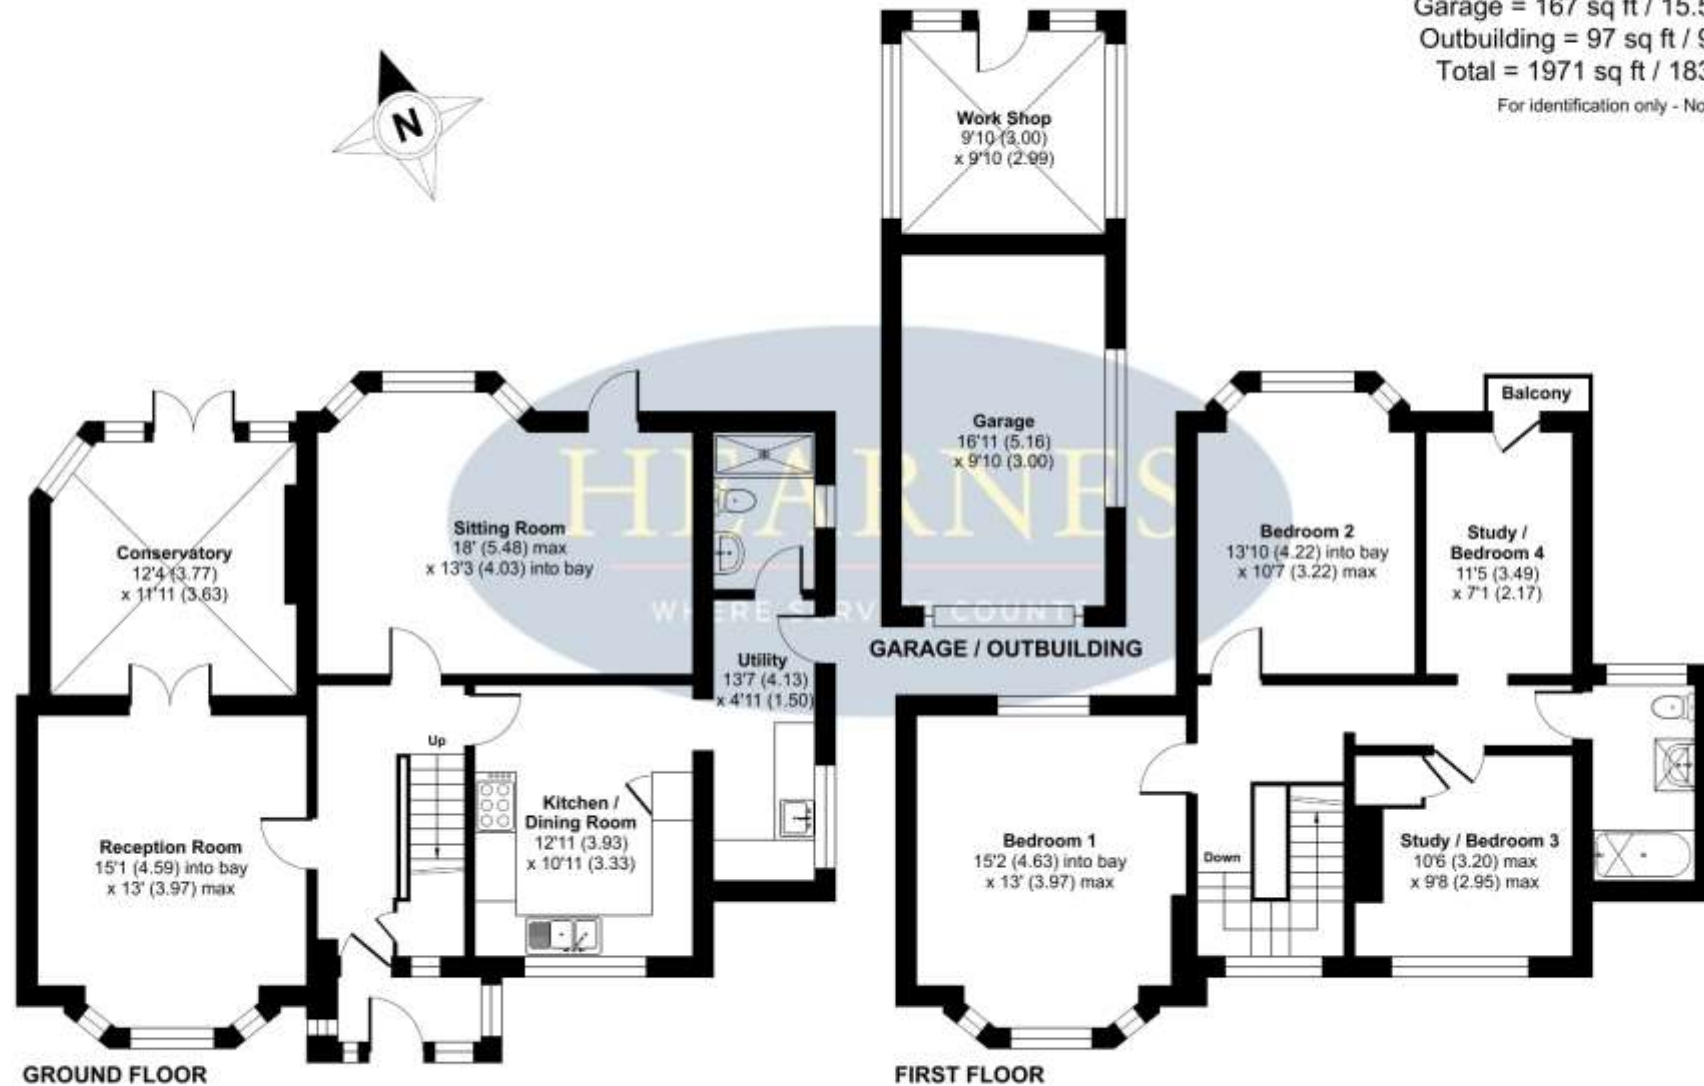 Garage = 167 sq ft / 15.5
Outbuilding = 97 sq ft / 9
Total = 1971 sq ft / 183
For identification only - No
N
Work Shop
9'10 (3.00)
x 9'10 (2.99)
Garage
16'11 (5.16)
x 9'10 (3.00)
GARAGE / OUTBUILDING
HEARNES
WHERE SERV COUNT
Conservatory
12'4 (3.77)
x 11'11 (3.63)
Sitting Room
18' (5.48) max
x 13'3 (4.03) into bay
Utility
13'7 (4.13)
x 4'11 (1.50)
Up
Kitchen /
Dining Room
12'11 (3.93)
x 10'11 (3.33)
Reception Room
15'1 (4.59) into bay
x 13' (3.97) max
GROUND FLOOR
Balcony
Bedroom 2
13'10 (4.22) into bay
x 10'7 (3.22) max
Study /
Bedroom 4
11'5 (3.49)
x 7'1 (2.17)
Bedroom 1
15'2 (4.63) into bay
x 13' (3.97) max
Down
Study / Bedroom 3
10'6 (3.20) max
x 9'8 (2.95) max
FIRST FLOOR